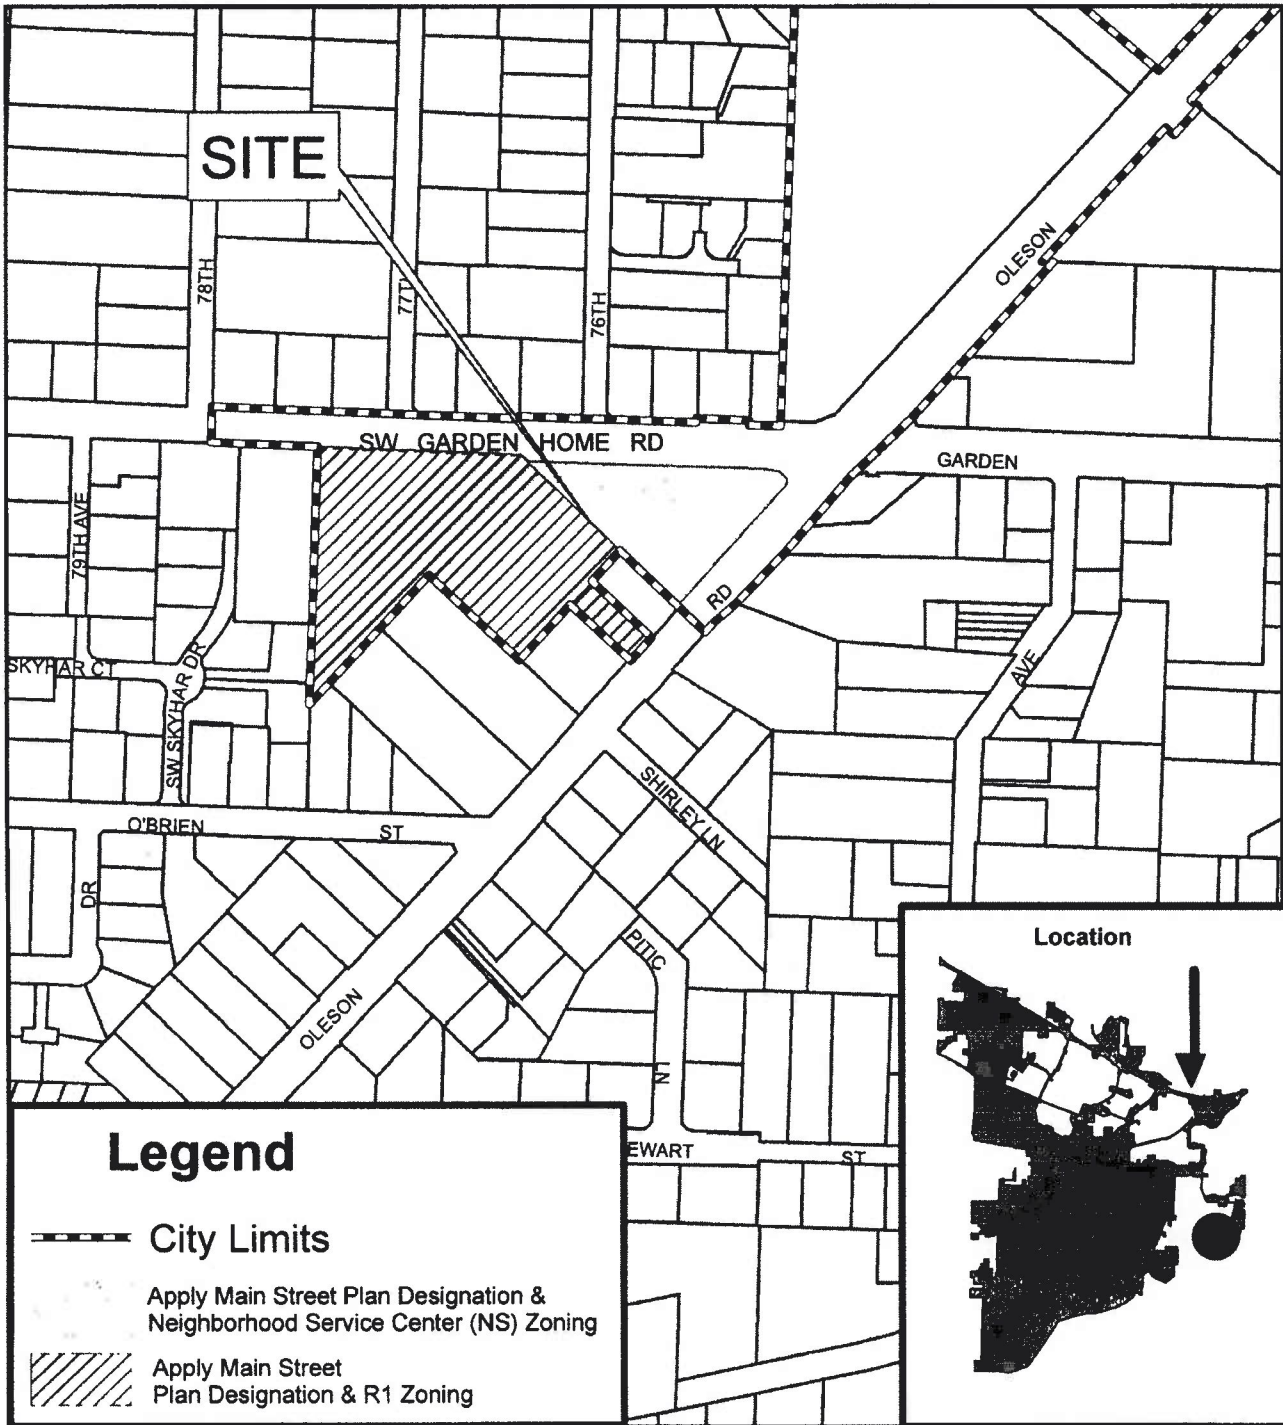 SITE
78TH
77TH
76TH
OLESON
SW GARDEN HOME RD
GARDEN
79TH AVE
RD
AVE
SKYHAR CT
SW SKYHAR DR
SHIRLEY LN
O'BRIEN ST
DR
PITIC
LN
OLESON
EWART ST
Location
Legend
City Limits
Apply Main Street Plan Designation &
Neighborhood Service Center (NS) Zoning
Apply Main Street
Plan Designation & R1 Zoning